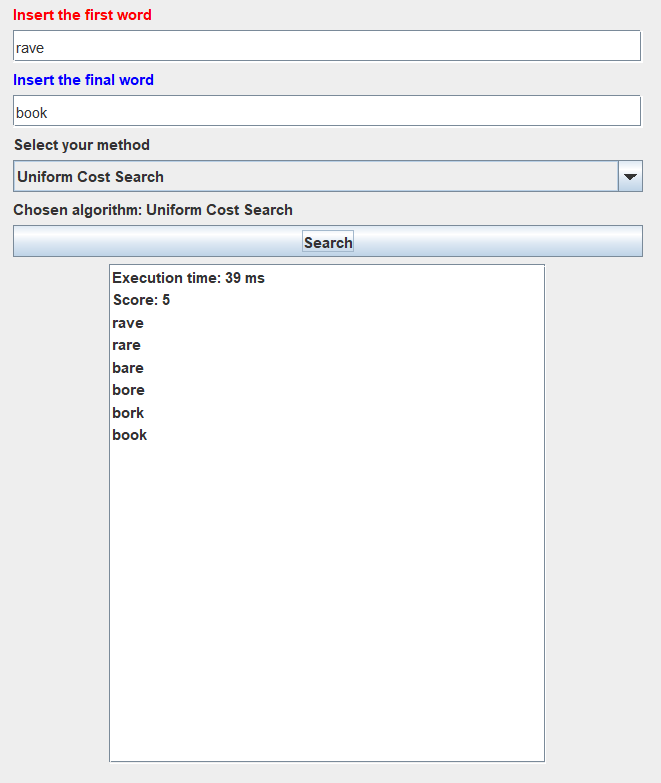 Insert the first word
rave
Insert the final word
book
Select your method
Uniform Cost Search
Chosen algorithm: Uniform Cost Search
Search
Execution time: 39 ms
Score: 5
rave
rare
bare
bore
bork
book